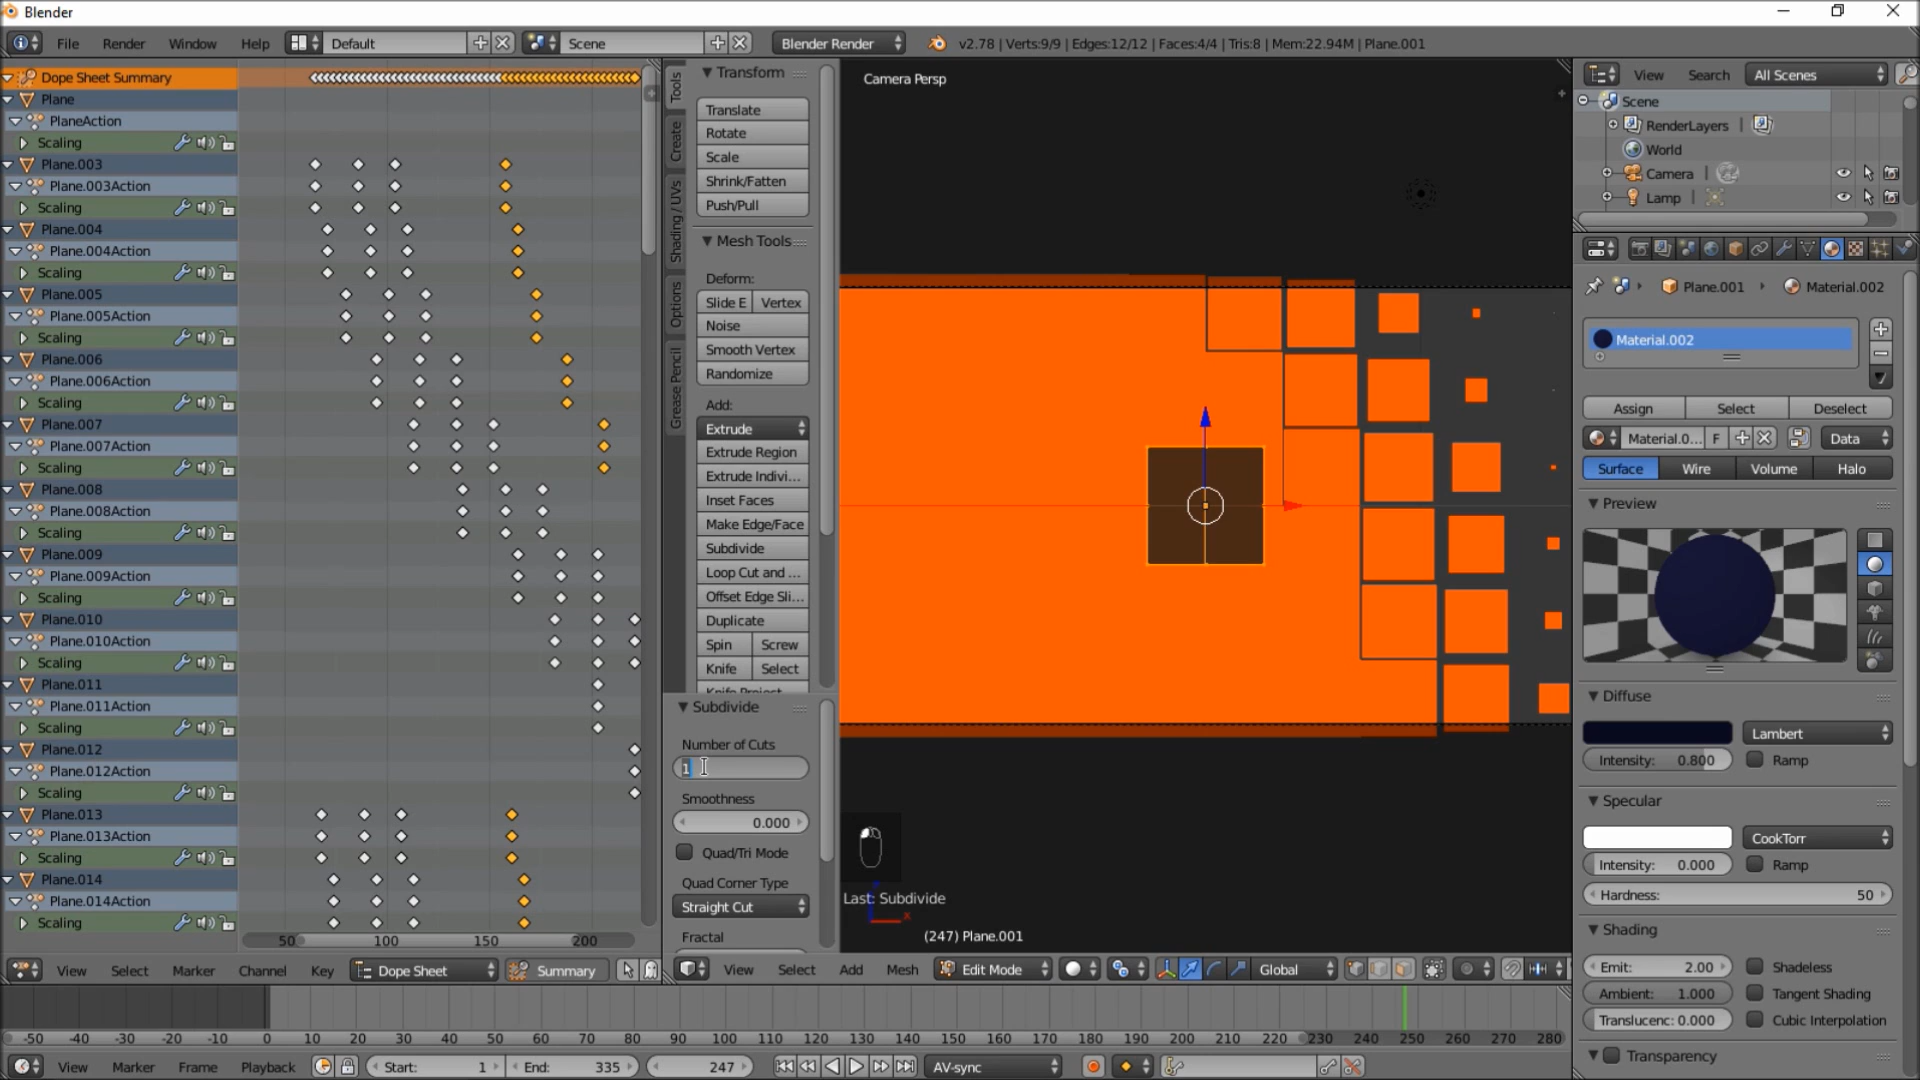 Blender
File Render Window Help Default Scene Blender Render v2.78 | Verts:9/9 | Edges:12/12 | Faces:4/4 | Tris:8 | Mem:22.94M | Plane.001
Dope Sheet Summary
Plane
PlaneAction
Scaling
Plane.003
Plane.003Action
Scaling
Plane.004
Plane.004Action
Scaling
Plane.005
Plane.005Action
Scaling
Plane.006
Plane.006Action
Scaling
Plane.007
Plane.007Action
Scaling
Plane.008
Plane.008Action
Scaling
Plane.009
Plane.009Action
Scaling
Plane.010
Plane.010Action
Scaling
Plane.011
Plane.011Action
Scaling
Plane.012
Plane.012Action
Scaling
Plane.013
Plane.013Action
Scaling
Plane.014
Plane.014Action
Scaling
50 100 150 200
View Select Marker Channel Key Dope Sheet Summary
Tools
Create
Shading / UVs
Options
Grease Pencil
Transform
Translate
Rotate
Scale
Shrink/Fatten
Push/Pull
Mesh Tools
Deform:
Slide E Vertex
Noise
Smooth Vertex
Randomize
Add:
Extrude
Extrude Region
Extrude Indivi...
Inset Faces
Make Edge/Face
Subdivide
Loop Cut and ...
Offset Edge Sli...
Duplicate
Spin Screw
Knife Select
Knife Project
Subdivide
Number of Cuts
1
Smoothness
0.000
Quad/Tri Mode
Quad Corner Type
Straight Cut
Fractal
Camera Persp
Last: Subdivide
x
(247) Plane.001
View Select Add Mesh Edit Mode Global
View Search All Scenes
Scene
RenderLayers |
World
Camera
Lamp
Plane.001 Material.002
Material.002
Assign Select Deselect
Material.0... F Data
Surface Wire Volume Halo
Preview
Diffuse
Lambert
Intensity: 0.800 Ramp
Specular
CookTorr
Intensity: 0.000 Ramp
Hardness: 50
Shading
Emit: 2.00 Shadeless
Ambient: 1.000 Tangent Shading
Translucenc: 0.000 Cubic Interpolation
Transparency
-50 -40 -30 -20 -10 0 10 20 30 40 50 60 70 80 90 100 110 120 130 140 150 160 170 180 190 200 210 220 230 240 250 260 270 280
View Marker Frame Playback Start: 1 End: 335 247 AV-sync